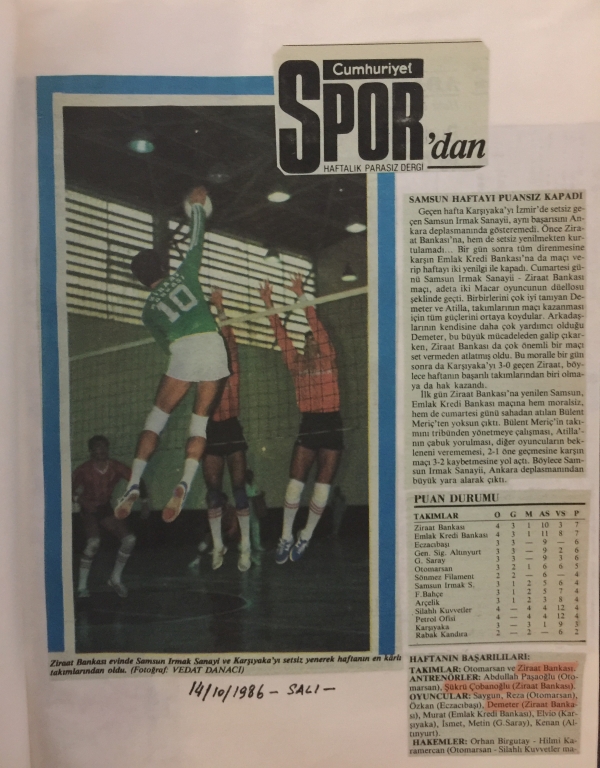 Cumhuriyet
SPOR'dan
HAFTALIK PARASIZ DERGİ
10
SAMSUN HAFTAYI PUANSIZ KAPADI
Geçen hafta Karşıyaka'yı İzmir'de setsiz ge-
çen Samsun Irmak Sanayii, aynı başarısını An-
kara deplasmanında gösteremedi. Önce Zira-
at Bankası'na, hem de setsiz yenilmekten kur-
tulamadı... Bir gün sonra tüm direnmesine
karşın Emlak Kredi Bankası'na da maçı ve-
rip haftayı iki yenilgi ile kapadı. Cumartesi gü-
nü Samsun Irmak Sanayii - Ziraat Bankası
maçı, adeta iki Macar oyuncunun düellosu
şeklinde geçti. Birbirlerini çok iyi tanıyan De-
meter ve Atilla, takımlarının maçı kazanması
için tüm güçlerini ortaya koydular. Arkadaş-
larının kendisine daha çok yardımcı olduğu
Demeter, bu büyük mücadeleden galip çıkar-
ken, Ziraat Bankası da çok önemli bir maçı
set vermeden atlatmış oldu. Bu moralle bir gün
sonra da Karşıyaka'yı 3-0 geçen Ziraat, böy-
lece haftanın başarılı takımlarından biri olma-
ya da hak kazandı.
İlk gün Ziraat Bankası'na yenilen Samsun,
Emlak Kredi Bankası maçına hem moralsiz,
hem de cumartesi günü sahadan atılan Bülent
Meriç'ten yoksun çıktı. Bülent Meriç'in takı-
mını tribünden yönetmeye çalışması, Atilla'-
nın çabuk yorulması, diğer oyuncuların bek-
leneni verememesi, 2-1 öne geçmesine karşın
maçı 3-2 kaybetmesine yol açtı. Böylece Sam-
sun Irmak Sanayii, Ankara deplasmanından
büyük yara alarak çıktı.
PUAN DURUMU
TAKIMLAR O G M AS VS P
Ziraat Bankası 4 3 1 10 3 7
Emlak Kredi Bankası 4 3 1 11 8 7
Eczacıbaşı 3 3 — 9 — 6
Gen. Sig. Altınyurt 3 3 — 9 2 6
G. Saray 3 3 — 9 3 6
Otomarsan 3 2 1 6 6 5
Sönmez Filament 2 2 — 6 — 4
Samsun Irmak S. 3 1 2 5 6 4
F.Bahçe 3 1 2 5 7 4
Arçelik 3 1 2 3 8 4
Silahlı Kuvvetler 4 — 4 4 12 4
Petrol Ofisi 4 — 4 4 12 4
Karşıyaka 3 — 3 1 9 3
Rabak Kandıra 2 — 2 — 6 2
HAFTANIN BAŞARILILARI:
TAKIMLAR: Otomarsan ve Ziraat Bankası.
ANTRENÖRLER: Abdullah Paşaoğlu (Oto-
marsan), Şükrü Çobanoğlu (Ziraat Bankası).
OYUNCULAR: Saygun, Reza (Otomarsan),
Özkan (Eczacıbaşı), Demeter (Ziraat Banka-
sı), Murat (Emlak Kredi Bankası), Elvio (Kar-
şıyaka), İsmet, Metin (G.Saray), Kenan (Al-
tınyurt).
HAKEMLER: Orhan Birgutay - Hilmi Ka-
ramercan (Otomarsan - Silahlı Kuvvetler ma-
Ziraat Bankası evinde Samsun Irmak Sanayi ve Karşıyaka'yı setsiz yenerek haftanın en kârlı
takımlarından oldu. (Fotoğraf: VEDAT DANACI)
14/10/1986 - SALI -